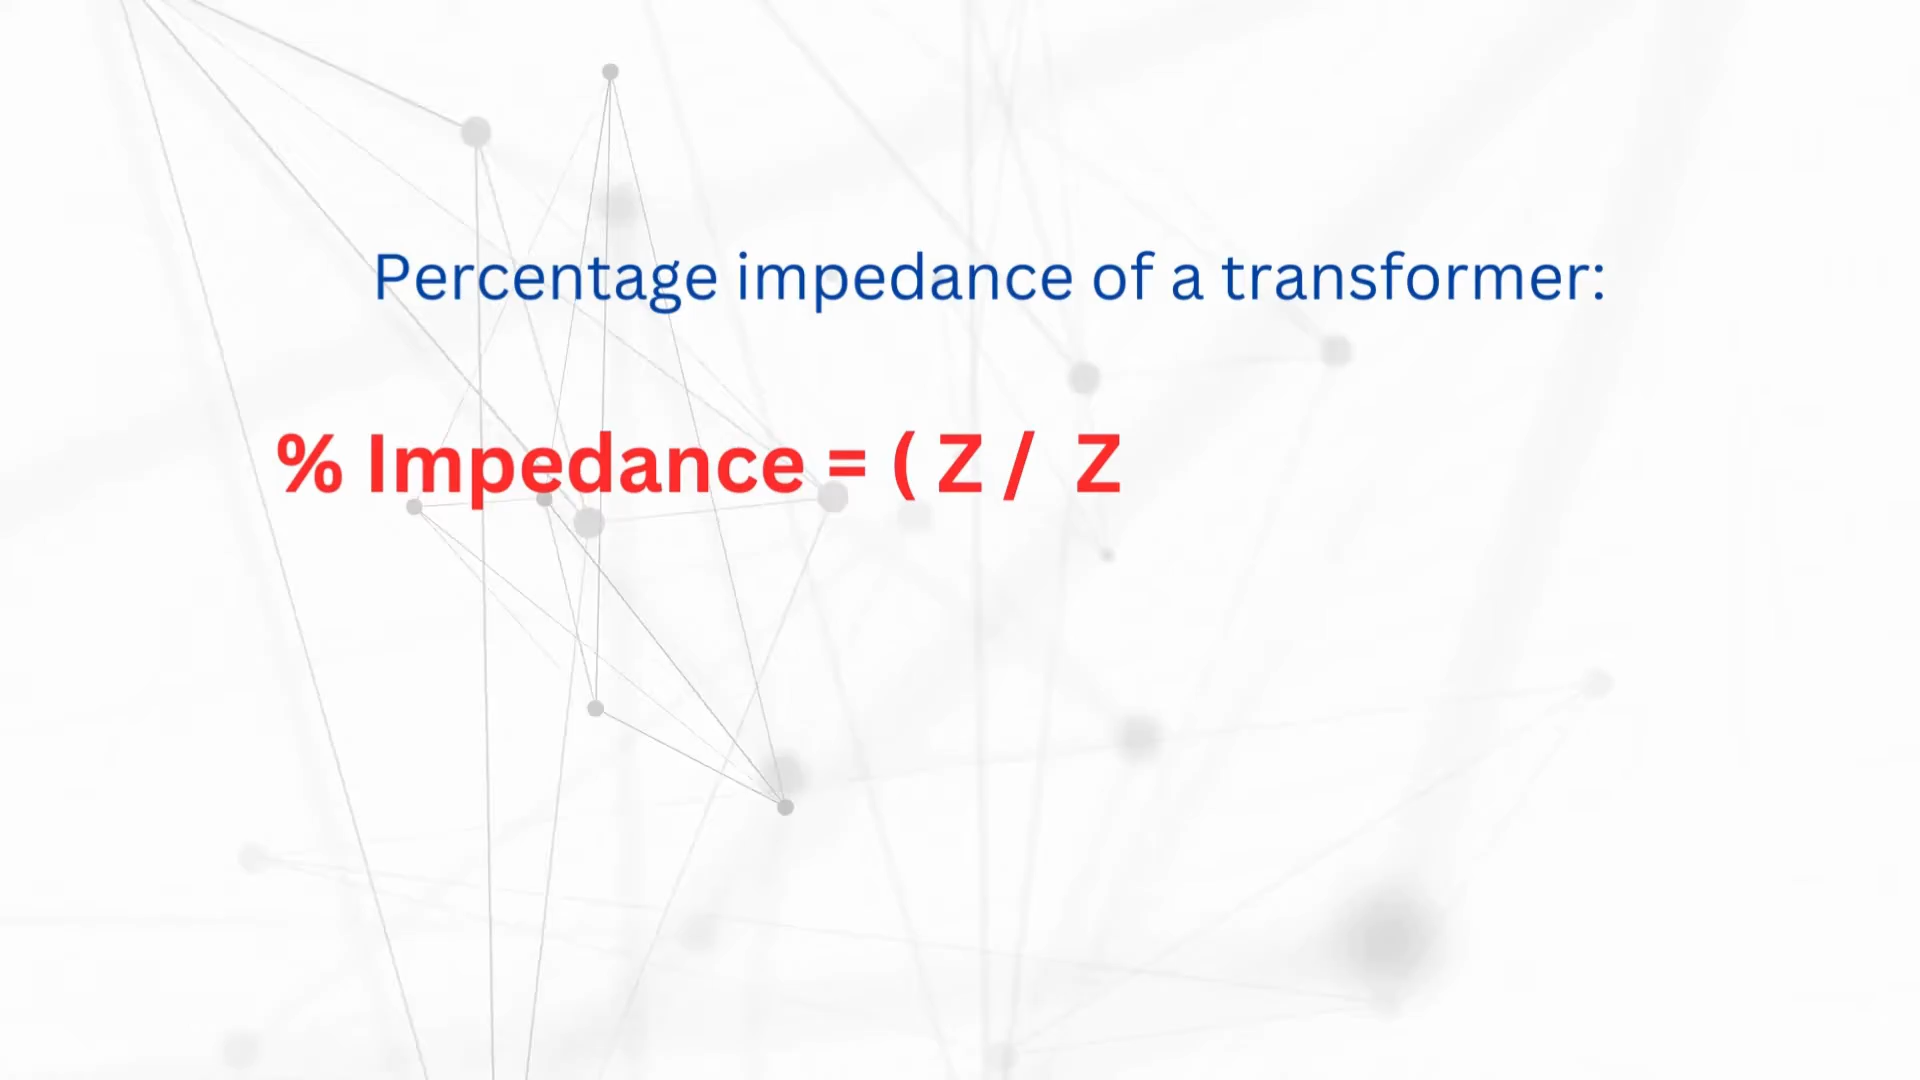 Percentage impedance of a transformer:
% Impedance = ( Z / Z